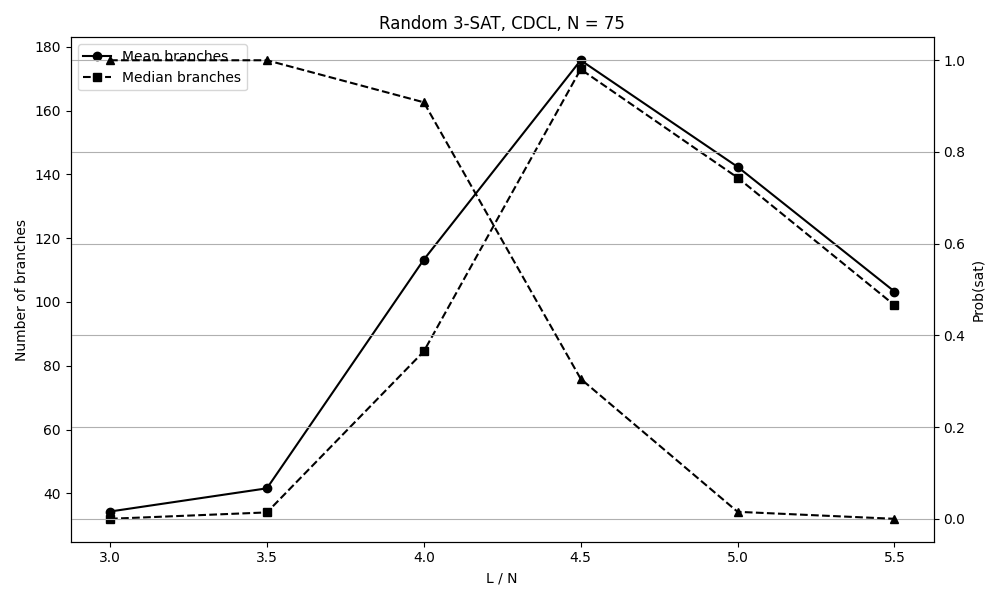 Random 3-SAT, CDCL, N = 75
Mean branches
Median branches
180
160
140
120
100
80
60
40
Number of branches
1.0
0.8
0.6
0.4
0.2
0.0
Prob(sat)
3.0 3.5 4.0 4.5 5.0 5.5
L / N